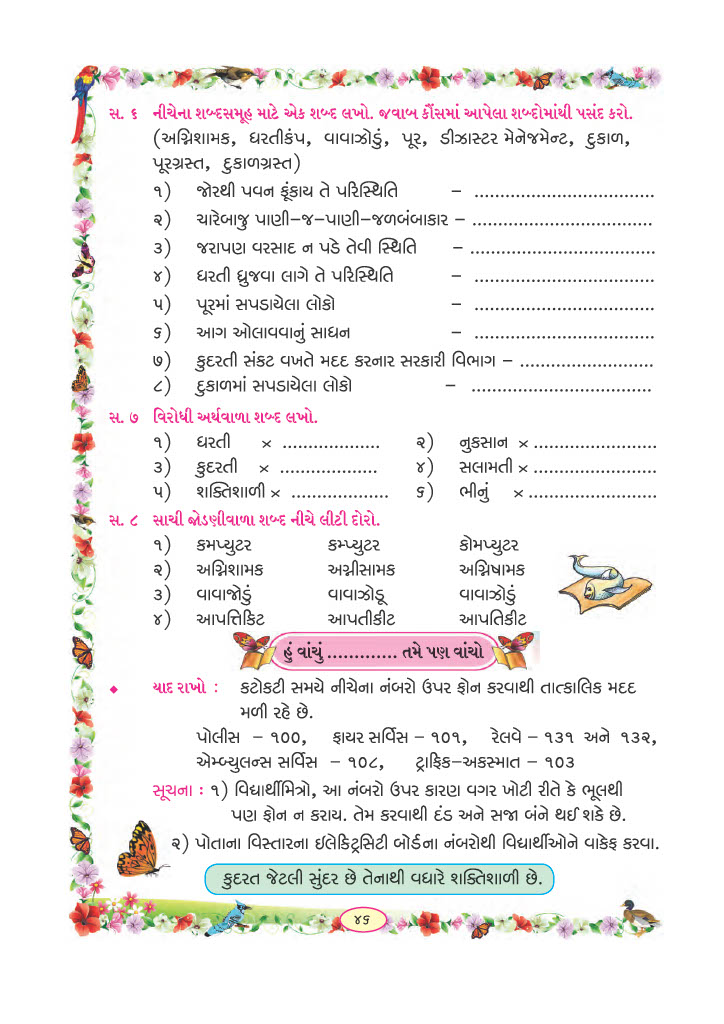 સ. ૬ નીચેના શબ્દસમૂહ માટે એક શબ્દ લખો. જવાબ કૌંસમાં આપેલા શબ્દોમાંથી પસંદ કરો.
(અગ્નિશામક, ધરતીકંપ, વાવાઝોડું, પૂર, ડીઝાસ્ટર મેનેજમેન્ટ, દુકાળ,
પૂરગ્રસ્ત, દુકાળગ્રસ્ત)
૧) જોરથી પવન ફૂંકાય તે પરિસ્થિતિ – ...................................
૨) ચારેબાજુ પાણી–જ–પાણી–જળબંબાકાર – ...................................
૩) જરાપણ વરસાદ ન પડે તેવી સ્થિતિ – ...................................
૪) ધરતી ધ્રુજવા લાગે તે પરિસ્થિતિ – ...................................
૫) પૂરમાં સપડાયેલા લોકો – ...................................
૬) આગ ઓલાવવાનું સાધન – ...................................
૭) કુદરતી સંકટ વખતે મદદ કરનાર સરકારી વિભાગ – ..........................
૮) દુકાળમાં સપડાયેલા લોકો – ...................................
સ. ૭ વિરોધી અર્થવાળા શબ્દ લખો.
૧) ધરતી × ................... ૨) નુકસાન × ........................
૩) કુદરતી × ................... ૪) સલામતી × ........................
૫) શક્તિશાળી × ................... ૬) ભીનું × .........................
સ. ૮ સાચી જોડણીવાળા શબ્દ નીચે લીટી દોરો.
૧) કમપ્યુટર કમ્પ્યુટર કોમપ્યુટર
૨) અગ્નિશામક અગ્નીસામક અગ્નિષામક
૩) વાવાજોડું વાવાઝોડૂ વાવાઝોડું
૪) આપત્તિકિટ આપતીકીટ આપતિકીટ
હું વાંચું ............. તમે પણ વાંચો
◆ યાદ રાખો : કટોકટી સમયે નીચેના નંબરો ઉપર ફોન કરવાથી તાત્કાલિક મદદ
મળી રહે છે.
પોલીસ – ૧૦૦, ફાયર સર્વિસ – ૧૦૧, રેલવે – ૧૩૧ અને ૧૩૨,
એમ્બ્યુલન્સ સર્વિસ – ૧૦૮, ટ્રાફિક–અકસ્માત – ૧૦૩
સૂચના : ૧) વિદ્યાર્થીમિત્રો, આ નંબરો ઉપર કારણ વગર ખોટી રીતે કે ભૂલથી
પણ ફોન ન કરાય. તેમ કરવાથી દંડ અને સજા બંને થઈ શકે છે.
૨) પોતાના વિસ્તારના ઇલેક્ટ્રિસિટી બોર્ડના નંબરોથી વિદ્યાર્થીઓને વાકેફ કરવા.
કુદરત જેટલી સુંદર છે તેનાથી વધારે શક્તિશાળી છે.
૪૬